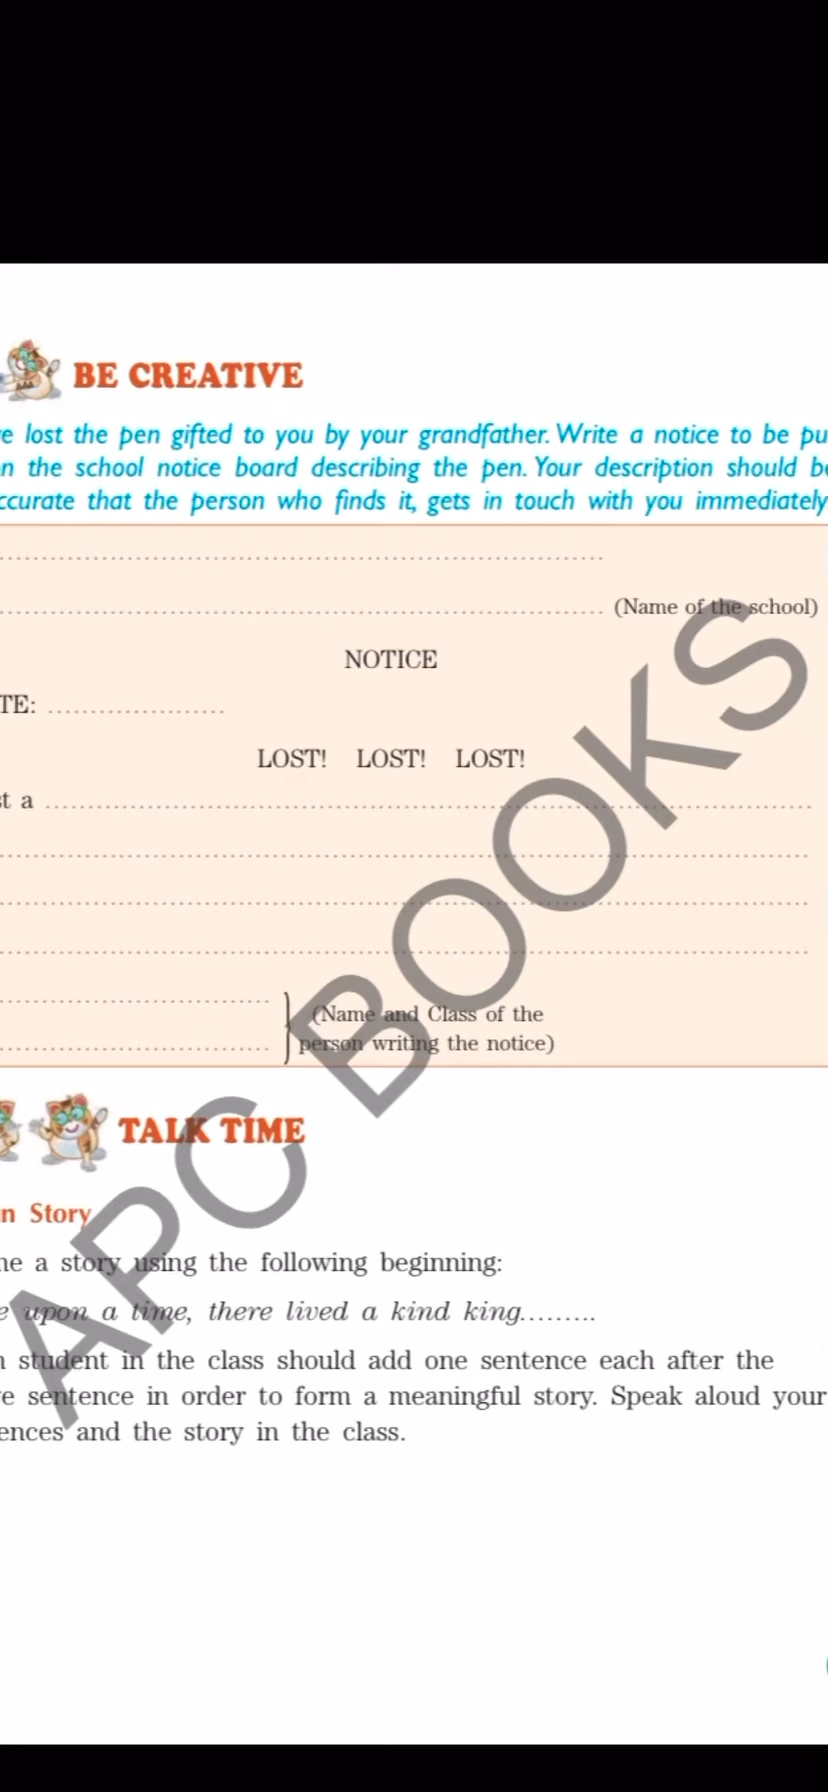 BE CREATIVE
e lost the pen gifted to you by your grandfather. Write a notice to be pu
n the school notice board describing the pen. Your description should be
ccurate that the person who finds it, gets in touch with you immediately
(Name of the school)
NOTICE
TE: .....................
LOST! LOST! LOST!
t a
(Name and Class of the
person writing the notice)
TALK TIME
n Story
ne a story using the following beginning:
e upon a time, there lived a kind king.........
n student in the class should add one sentence each after the
e sentence in order to form a meaningful story. Speak aloud your
ences and the story in the class.
APC BOOKS